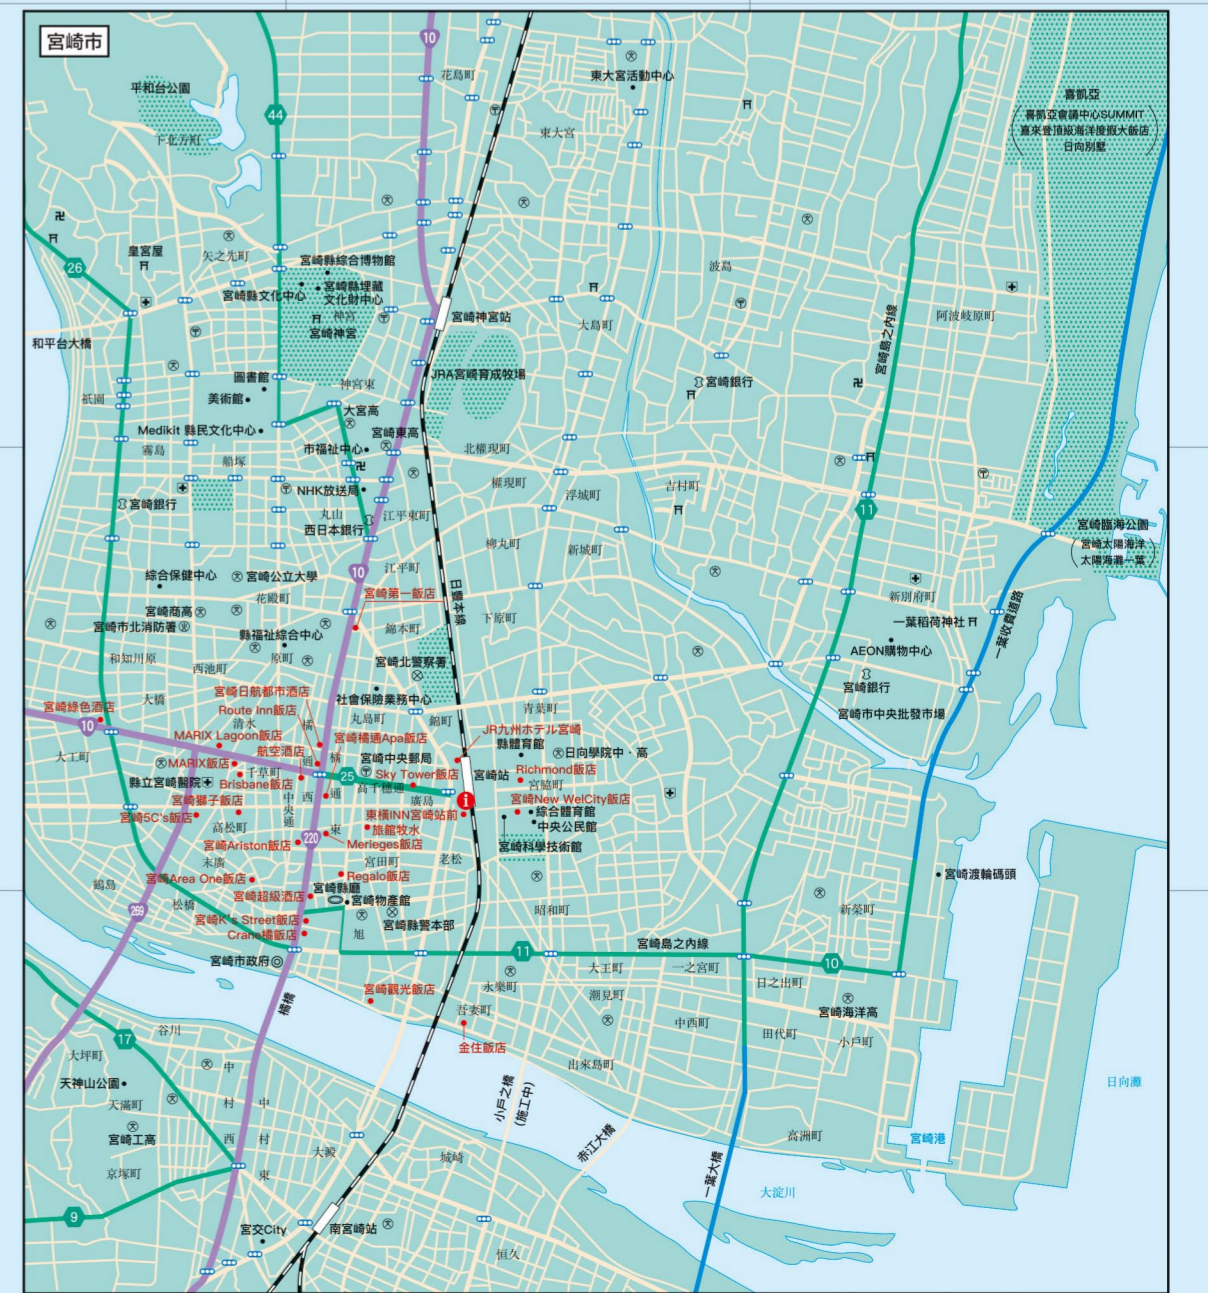 宮崎市
10
花島町
東大宮活動中心
平和台公園
下北方町
44
東大宮
喜凱亞
喜凱亞會議中心SUMMIT
喜來登頂級海洋度假大飯店
日向別墅
皇宮屋
矢之先町
26
宮崎縣綜合博物館
宮崎縣文化中心
宮崎縣埋藏
文化財中心
神宮
宮崎神宮
宮崎神宮站
波島
大島町
阿波岐原町
宮崎島之內線
和平台大橋
JRA宮崎育成牧場
圖書館
美術館
神宮東
大宮高
宮崎銀行
祇園
Medikit 縣民文化中心
宮崎東高
市福祉中心
北權現町
霧島
船塚
NHK放送局
權現町
浮城町
吉村町
宮崎銀行
丸山
西日本銀行
江平東町
11
宮崎臨海公園
宮崎太陽海洋
太陽海灘一葉
柳丸町
新城町
江平町
10
綜合保健中心
宮崎公立大學
日豐本線
宮崎第一飯店
花殿町
新別府町
一葉收費道路
宮崎商高
宮崎市北消防署
縣福祉綜合中心
錦本町
下原町
一葉稻荷神社
AEON購物中心
和知川原
西池町
原町
宮崎北警察署
宮崎銀行
大橋
宮崎日航都市酒店
社會保險業務中心
宮崎市中央批發市場
宮崎綠色酒店
Route Inn飯店
清水
丸島町
錦町
青葉町
10
MARIX Lagoon飯店
橘
通
西
橘
通
東
宮崎橘通Apa飯店
JR九州ホテル宮崎
縣體育館
大工町
航空酒店
宮崎中央郵局
日向學院中・高
MARIX飯店
千草町
25
Sky Tower飯店
宮崎站
Richmond飯店
縣立宮崎醫院
Brisbane飯店
高千穗通
宮脇町
宮崎獅子飯店
中
央
通
廣島
宮崎New WelCity飯店
宮崎5C's飯店
高松町
東橫INN宮崎站前
綜合體育館
旅館牧水
中央公民館
宮崎Ariston飯店
220
Merieges飯店
宮崎科學技術館
末廣
宮田町
老松
宮崎Area One飯店
Regalo飯店
宮崎渡輪碼頭
鶴島
宮崎縣廳
宮崎超級酒店
宮崎物產館
松橋
269
宮崎K's Street飯店
宮崎縣警本部
昭和町
新榮町
Crane橘飯店
旭
宮崎島之內線
11
宮崎市政府
大王町
一之宮町
10
永樂町
日之出町
橘橋
宮崎觀光飯店
潮見町
吾妻町
中西町
宮崎海洋高
谷川
17
田代町
小戶町
大坪町
金住飯店
出來島町
中
村
西
中
村
東
天神山公園
小戶之橋
(施工中)
日向灘
天滿町
赤江大橋
宮崎工高
高洲町
宮崎港
大淀
城崎
京塚町
一葉大橋
大淀川
9
宮交City
南宮崎站
恒久